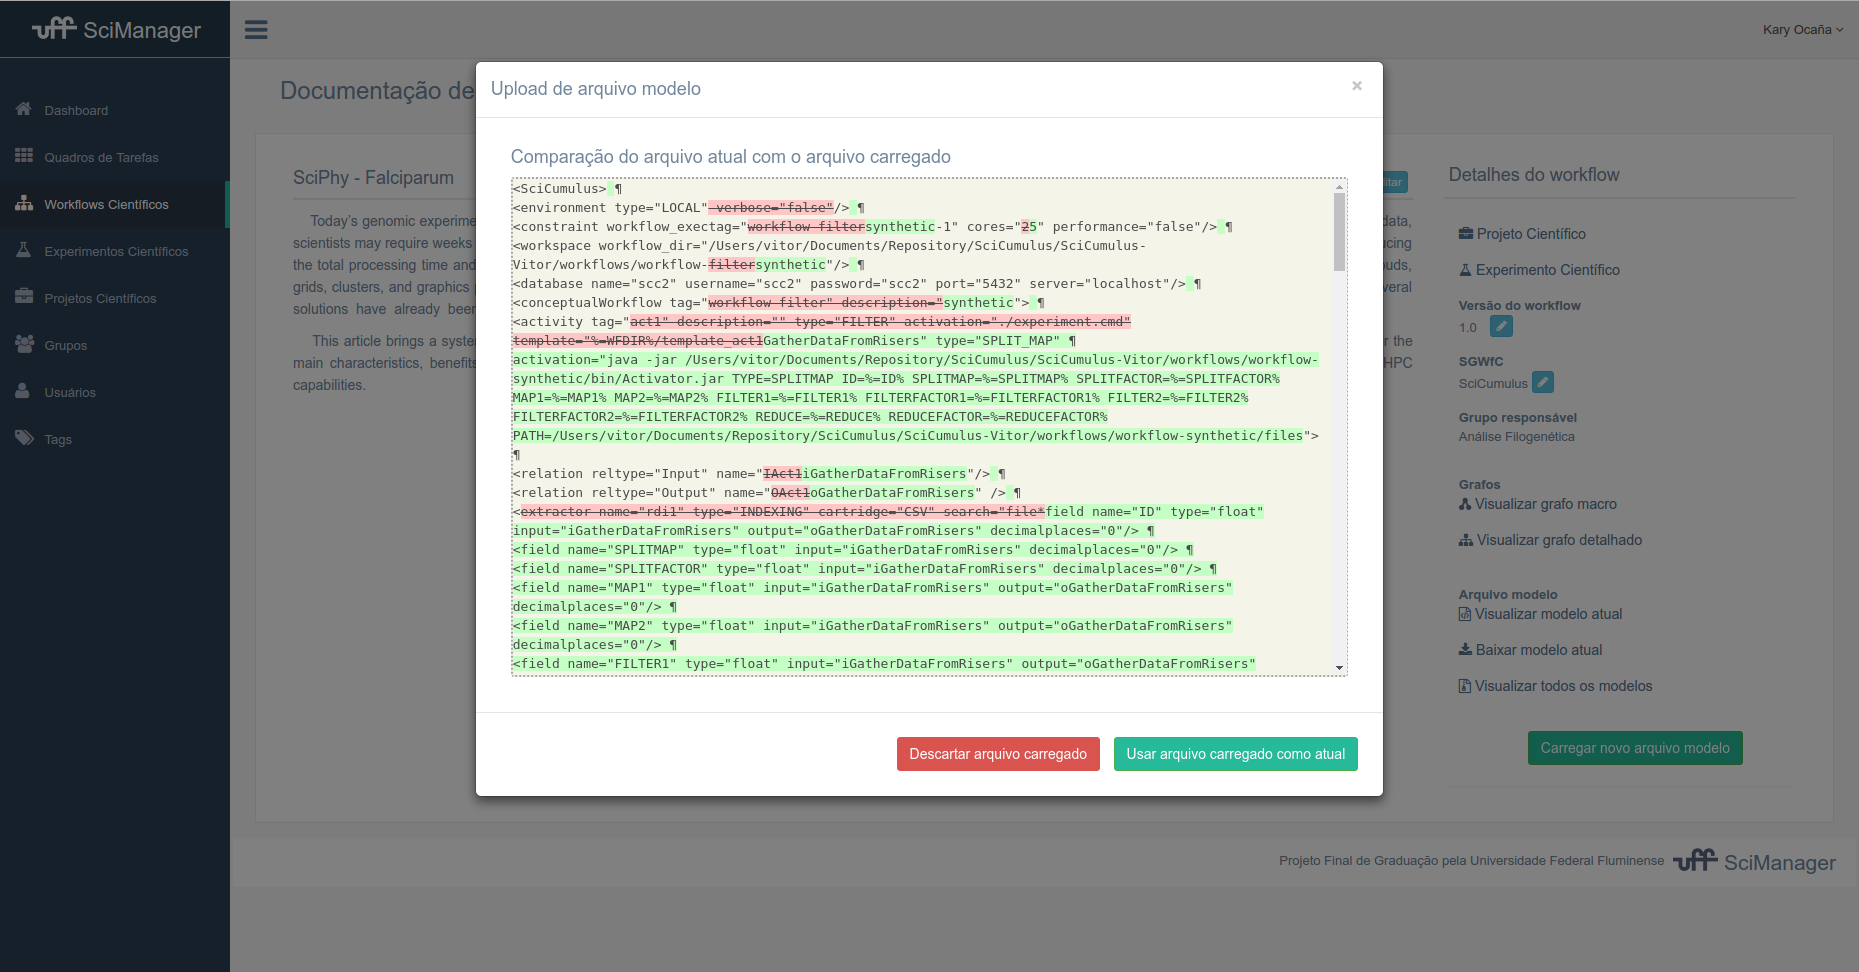 uff SciManager
Kary Ocaña
Dashboard
Quadros de Tarefas
Workflows Científicos
Experimentos Científicos
Projetos Científicos
Grupos
Usuários
Tags
Documentação de
SciPhy - Falciparum
Today's genomic experime
scientists may require weeks
the total processing time and
grids, clusters, and graphics
solutions have already been
This article brings a syste
main characteristics, benefits
capabilities.
Upload de arquivo modelo
×
Comparação do arquivo atual com o arquivo carregado
<SciCumulus> ¶
<environment type="LOCAL" verbose="false"/> ¶
<constraint workflow_exectag="workflow-filtersynthetic-1" cores="25" performance="false"/> ¶
<workspace workflow_dir="/Users/vitor/Documents/Repository/SciCumulus/SciCumulus-
Vitor/workflows/workflow-filtersynthetic"/> ¶
<database name="scc2" username="scc2" password="scc2" port="5432" server="localhost"/> ¶
<conceptualWorkflow tag="workflow-filter" description="synthetic"> ¶
<activity tag="act1" description="" type="FILTER" activation="./experiment.cmd"
template="%=WFDIR%/template_act1GatherDataFromRisers" type="SPLIT_MAP" ¶
activation="java -jar /Users/vitor/Documents/Repository/SciCumulus/SciCumulus-Vitor/workflows/workflow-
synthetic/bin/Activator.jar TYPE=SPLITMAP ID=%=ID% SPLITMAP=%=SPLITMAP% SPLITFACTOR=%=SPLITFACTOR%
MAP1=%=MAP1% MAP2=%=MAP2% FILTER1=%=FILTER1% FILTERFACTOR1=%=FILTERFACTOR1% FILTER2=%=FILTER2%
FILTERFACTOR2=%=FILTERFACTOR2% REDUCE=%=REDUCE% REDUCEFACTOR=%=REDUCEFACTOR%
PATH=/Users/vitor/Documents/Repository/SciCumulus/SciCumulus-Vitor/workflows/workflow-synthetic/files">
¶
<relation reltype="Input" name="IAct1iGatherDataFromRisers"/> ¶
<relation reltype="Output" name="OAct1oGatherDataFromRisers" /> ¶
<extractor name="rdi1" type="INDEXING" cartridge="CSV" search="file*field name="ID" type="float"
input="iGatherDataFromRisers" output="oGatherDataFromRisers" decimalplaces="0"/> ¶
<field name="SPLITMAP" type="float" input="iGatherDataFromRisers" decimalplaces="0"/> ¶
<field name="SPLITFACTOR" type="float" input="iGatherDataFromRisers" decimalplaces="0"/> ¶
<field name="MAP1" type="float" input="iGatherDataFromRisers" output="oGatherDataFromRisers"
decimalplaces="0"/> ¶
<field name="MAP2" type="float" input="iGatherDataFromRisers" output="oGatherDataFromRisers"
decimalplaces="0"/> ¶
<field name="FILTER1" type="float" input="iGatherDataFromRisers" output="oGatherDataFromRisers"
Descartar arquivo carregado
Usar arquivo carregado como atual
itar
data,
cing
uds,
veral
r the
HPC
Detalhes do workflow
Projeto Científico
Experimento Científico
Versão do workflow
1.0
SGWfC
SciCumulus
Grupo responsável
Análise Filogenética
Grafos
Visualizar grafo macro
Visualizar grafo detalhado
Arquivo modelo
Visualizar modelo atual
Baixar modelo atual
Visualizar todos os modelos
Carregar novo arquivo modelo
Projeto Final de Graduação pela Universidade Federal Fluminense uff SciManager